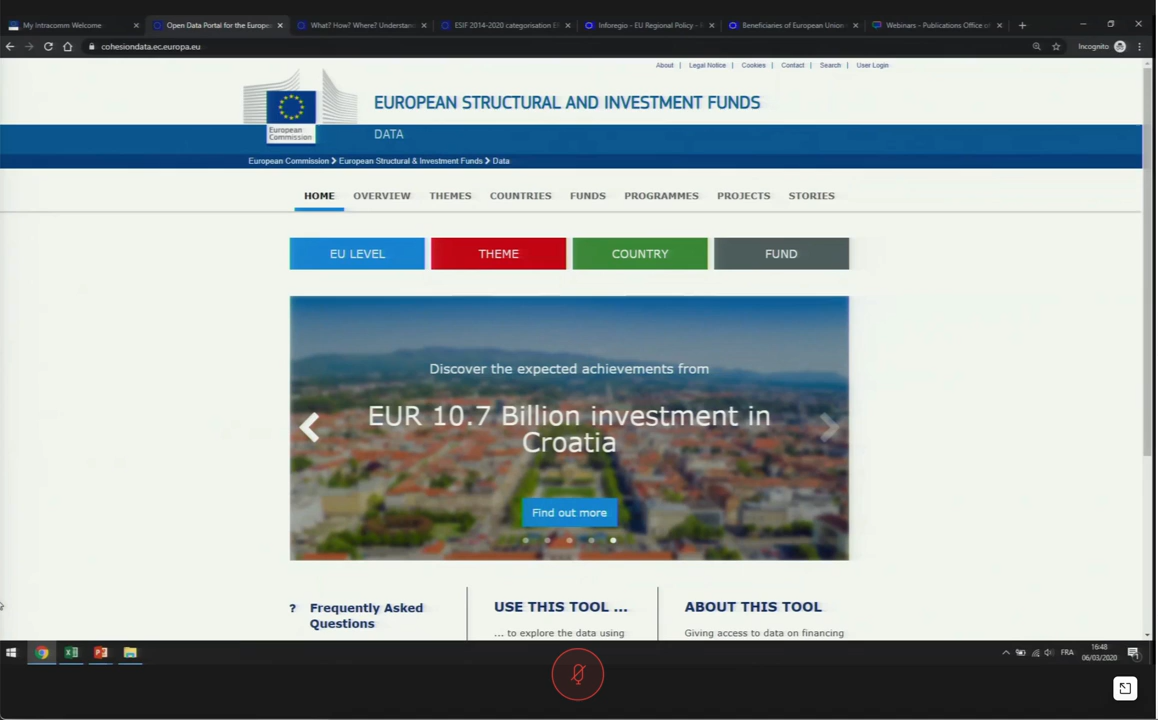 My Intracomm Welcome
Open Data Portal for the Europe
What? How? Where? Understan
ESIF 2014-2020 categorisation E
Inforegio - EU Regional Policy -
Beneficiaries of European Union
Webinars - Publications Office of
cohesiondata.ec.europa.eu
Incognito
About | Legal Notice | Cookies | Contact | Search | User Login
EUROPEAN STRUCTURAL AND INVESTMENT FUNDS
European
Commission
DATA
European Commission > European Structural & Investment Funds > Data
HOME OVERVIEW THEMES COUNTRIES FUNDS PROGRAMMES PROJECTS STORIES
EU LEVEL THEME COUNTRY FUND
Discover the expected achievements from
EUR 10.7 Billion investment in
Croatia
Find out more
? Frequently Asked
Questions
USE THIS TOOL ...
... to explore the data using
ABOUT THIS TOOL
Giving access to data on financing
FRA
16:48
06/03/2020